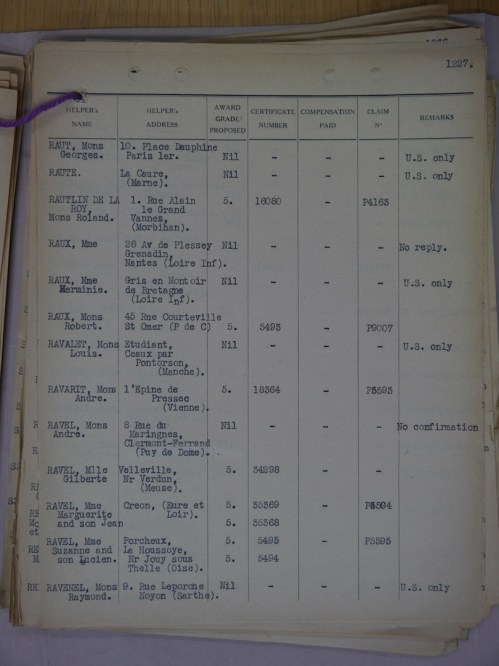 1227.
HELPER's NAME HELPER's ADDRESS AWARD GRADE/ PROPOSED CERTIFICATE NUMBER COMPENSATION PAID CLAIM Nº REMARKS
RAUT, Mons 10. Place Dauphine
Georges. Paris 1er. Nil - - - U.S. only
RAUTE. La Caure, Nil - - - U.S. only
(Marne).
RAUTLIN DE LA 1. Rue Alain 5. 16080 - P4163
ROY, le Grand
Mons Roland. Vannes,
(Morbihan).
RAUX, Mme 26 Av de Plessey Nil - - - No reply.
Grenadin,
Nantes (Loire Inf).
RAUX, Mme Gris en Montoir Nil - - - U.S. only
Herminie. de Bretagne
(Loire Inf).
RAUX, Mons 45 Rue Courteville
Robert. St Omer (P de C) 5. 5493 - P9007
RAVALET, Mons Etudiant, Nil - - - U.S. only
Louis. Ceaux par
Pontorson,
(Manche).
RAVARIT, Mons l'Epine de 5. 18364 - P5593
Andre. Pressec
(Vienne).
RAVEL, Mons 8 Rue du Nil - - - No confirmation
Andre. Maringnes,
Clermont-Ferrand
(Puy de Dome).
RAVEL, Mlle Velleville, 5. 34298 - -
Gilberte Nr Verdun,
(Meuse).
RAVEL, Mme Creon, (Eure et 5. 35369 - P5594
Marguerite Loir).
and son Jean 5. 35368
RAVEL, Mme Porcheux, 5. 5495 - P5595
Suzanne and La Houssoye,
son Lucien. Nr Jouy sous 5. 5494
Thelle (Oise).
RAVENEL, Mons 9. Rue Leporche Nil - - - U.S. only
Raymond. Noyon (Sarthe).